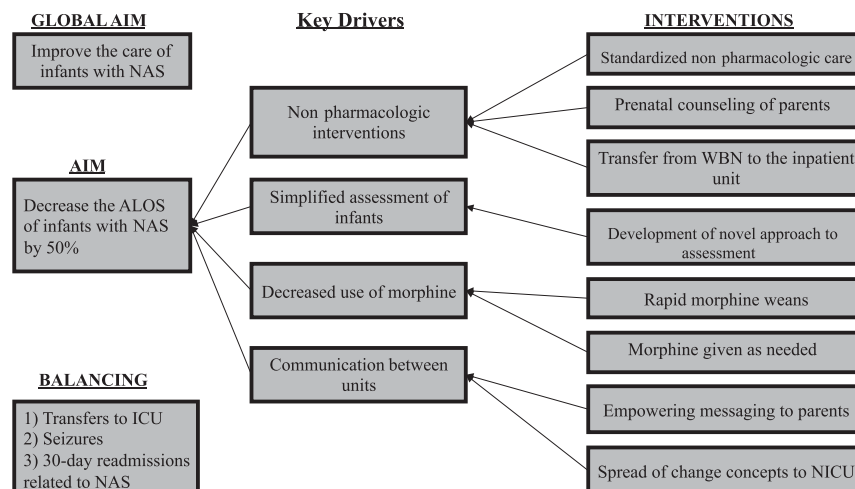 GLOBAL AIM
Improve the care of
infants with NAS
AIM
Decrease the ALOS
of infants with NAS
by 50%
BALANCING
1) Transfers to ICU
2) Seizures
3) 30-day readmissions
related to NAS
Key Drivers
Non pharmacologic
interventions
Simplified assessment of
infants
Decreased use of morphine
Communication between
units
INTERVENTIONS
Standardized non pharmacologic care
Prenatal counseling of parents
Transfer from WBN to the inpatient
unit
Development of novel approach to
assessment
Rapid morphine weans
Morphine given as needed
Empowering messaging to parents
Spread of change concepts to NICU